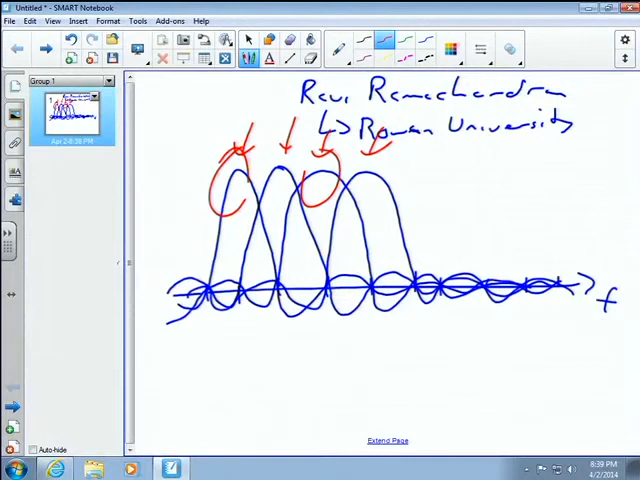 Untitled * - SMART Notebook
File Edit View Insert Format Tools Add-ons Help
Group 1
1
Apr 2-8:38 PM
Ravi Ramachandran
↳ Rowan University
f
Extend Page
Auto-hide
8:39 PM
4/2/2014